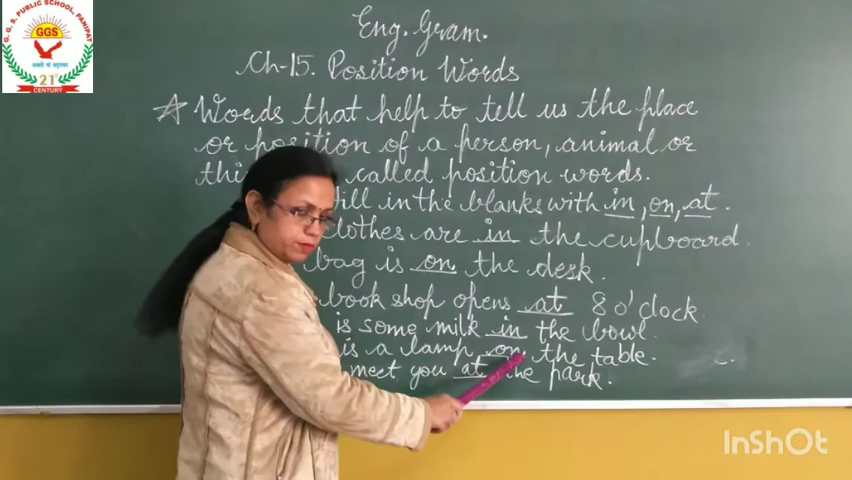 G.G.S. PUBLIC SCHOOL, PANIPAT
GGS
21st
CENTURY
Eng. Gram.
Ch-15. Position Words
☆ Words that help to tell us the place
or position of a person, animal or
thi called position words.
Fill in the blanks with in, on, at.
clothes are in the cupboard.
bag is on the desk.
book shop opens at 8 o'clock.
is some milk in the bowl.
is a lamp on the table.
meet you at the park.
InShOt